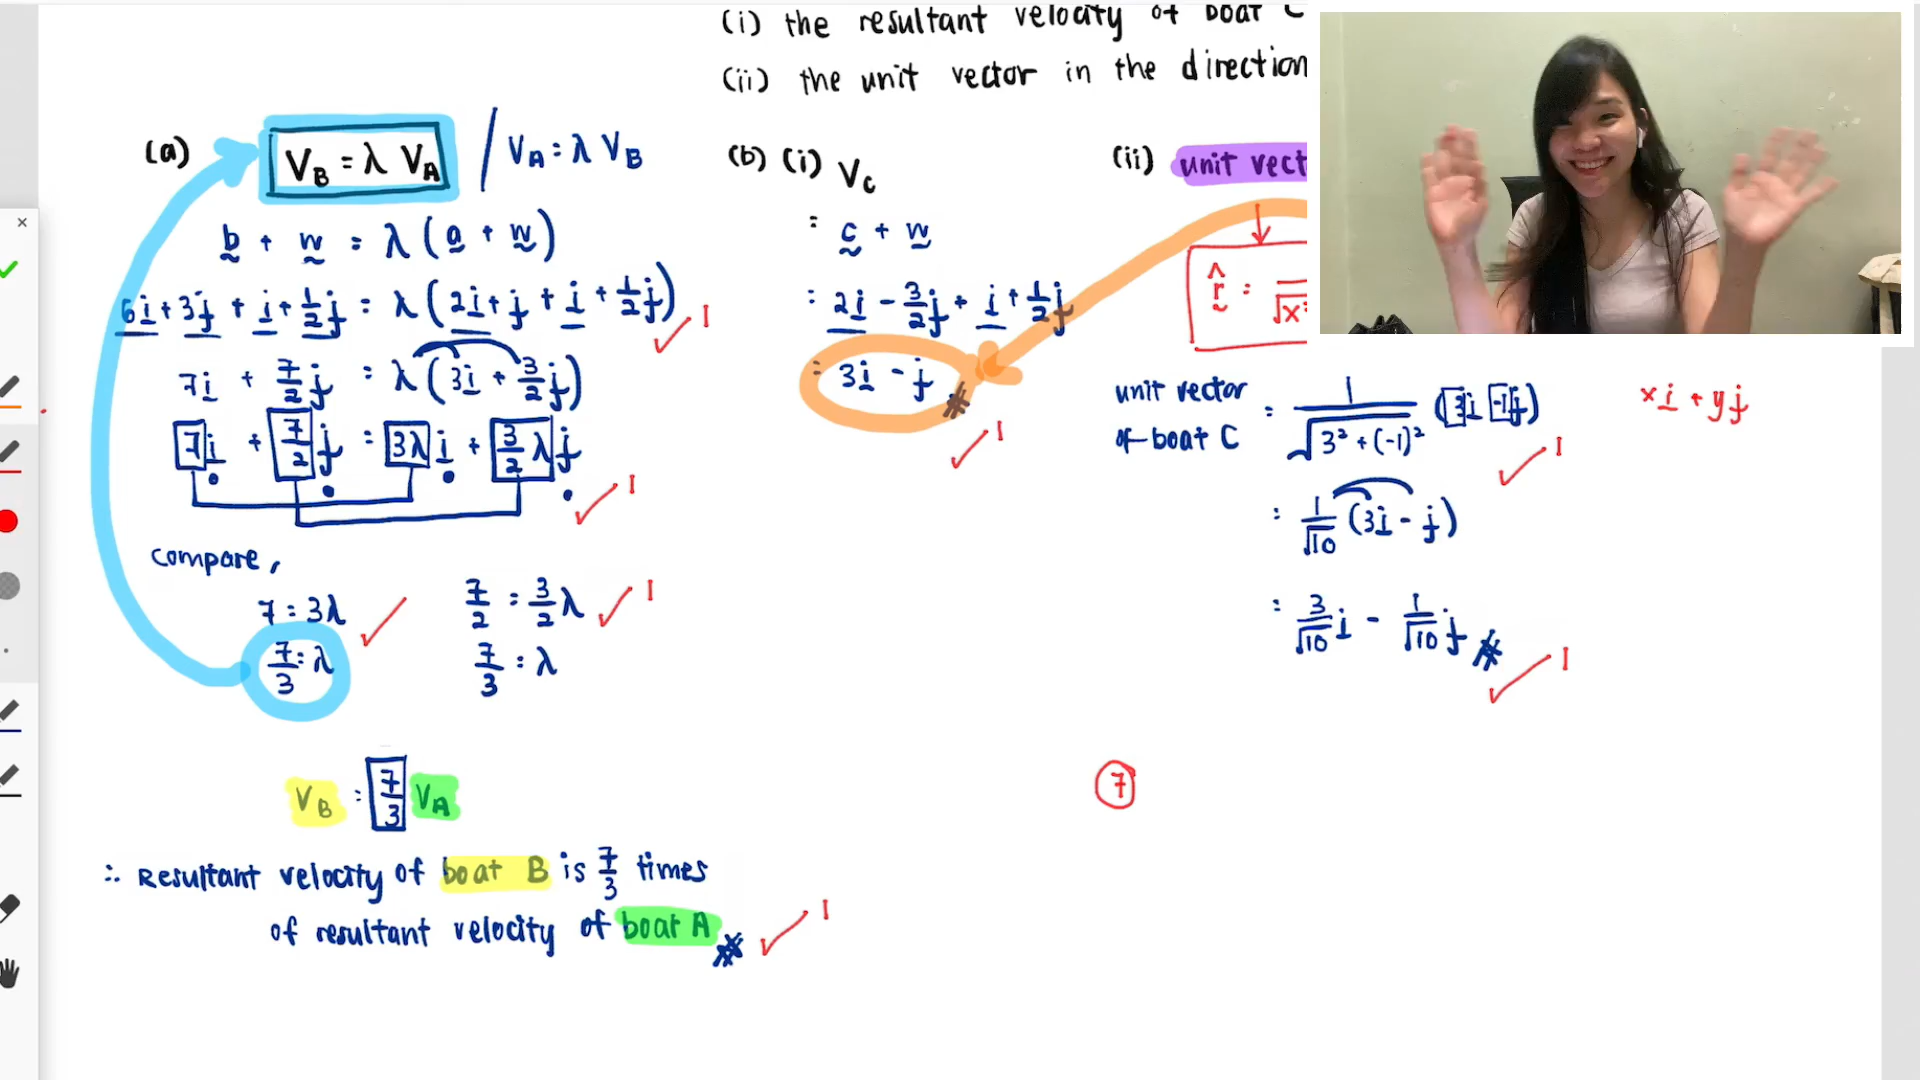 (i) the resultant velocity of boat C
(ii) the unit vector in the direction
(a) V_B = λ V_A / V_A = λ V_B
b + w = λ(a + w)
6i + 3j + i + 1/2 j = λ(2i + j + i + 1/2 j) ✓ 1
7i + 7/2 j = λ(3i + 3/2 j)
7i + 7/2 j = 3λ i + 3/2 λ j ✓ 1
compare,
7 = 3λ ✓
7/3 = λ
7/2 = 3/2 λ ✓ 1
7/3 = λ
V_B = 7/3 V_A
∴ Resultant velocity of boat B is 7/3 times
of resultant velocity of boat A ✓ 1
(b) (i) V_c
= c + w
= 2i - 3/2 j + i + 1/2 j
= 3i - j ✓ 1
(ii) unit vect
r̂ =
√x²
unit vector
of boat C = 1/√(3² + (-1)²) (3i -1j) ✓ 1
xi + yj
= 1/√10 (3i - j)
= 3/√10 i - 1/√10 j ✓ 1
7